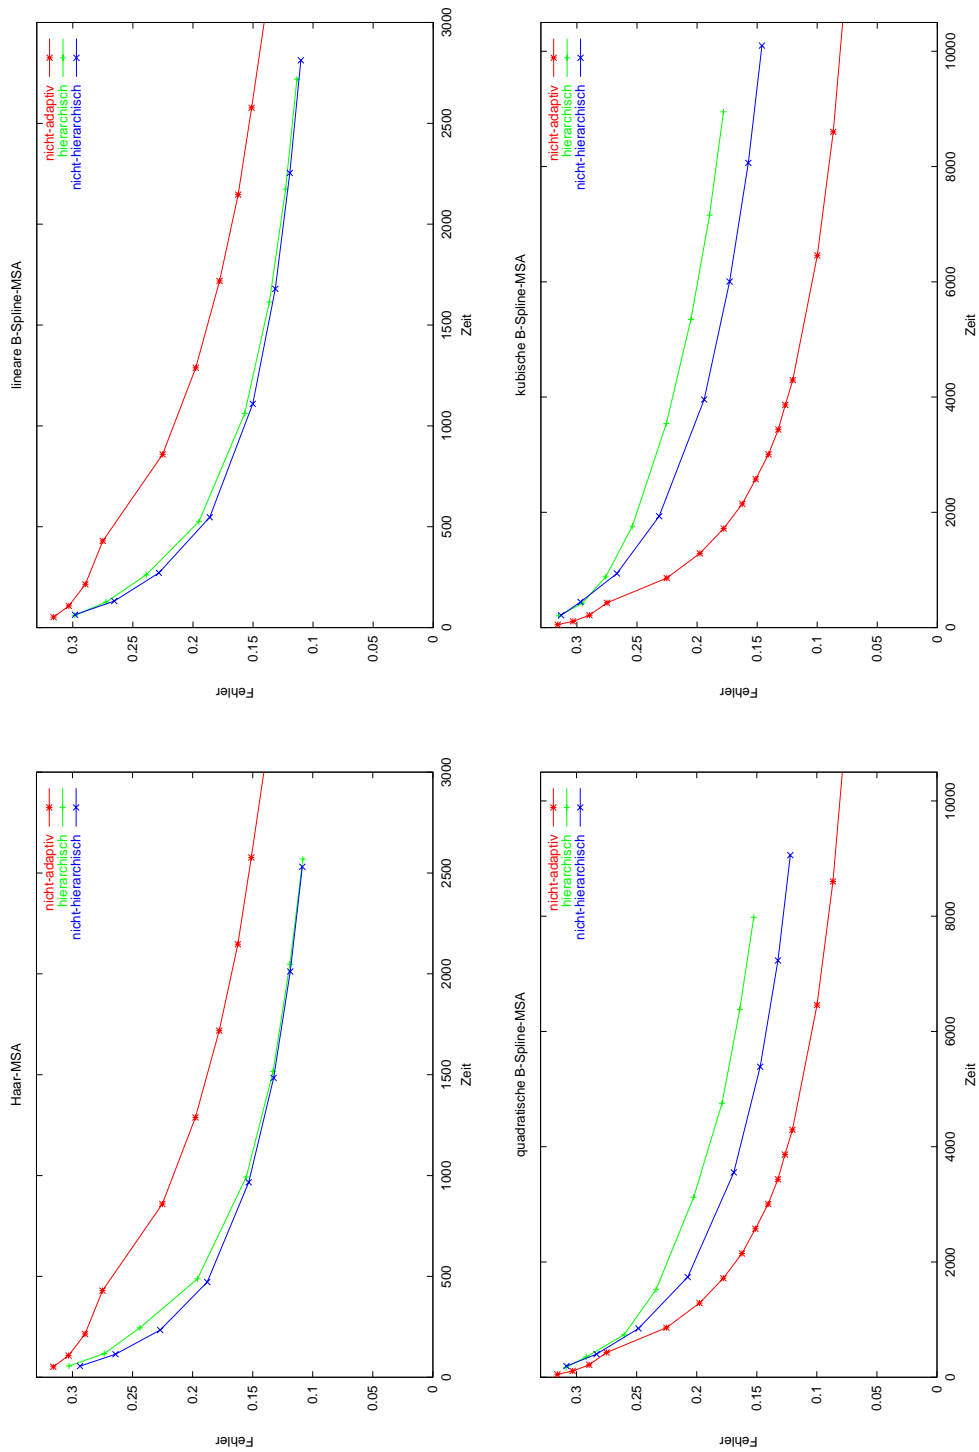 Haar-MSA
nicht-adaptiv
hierarchisch
nicht-hierarchisch
Fehler
0.3
0.25
0.2
0.15
0.1
0.05
0
0
500
1000
1500
2000
2500
3000
Zeit
lineare B-Spline-MSA
nicht-adaptiv
hierarchisch
nicht-hierarchisch
Fehler
0.3
0.25
0.2
0.15
0.1
0.05
0
0
500
1000
1500
2000
2500
3000
Zeit
quadratische B-Spline-MSA
nicht-adaptiv
hierarchisch
nicht-hierarchisch
Fehler
0.3
0.25
0.2
0.15
0.1
0.05
0
0
2000
4000
6000
8000
10000
Zeit
kubische B-Spline-MSA
nicht-adaptiv
hierarchisch
nicht-hierarchisch
Fehler
0.3
0.25
0.2
0.15
0.1
0.05
0
0
2000
4000
6000
8000
10000
Zeit